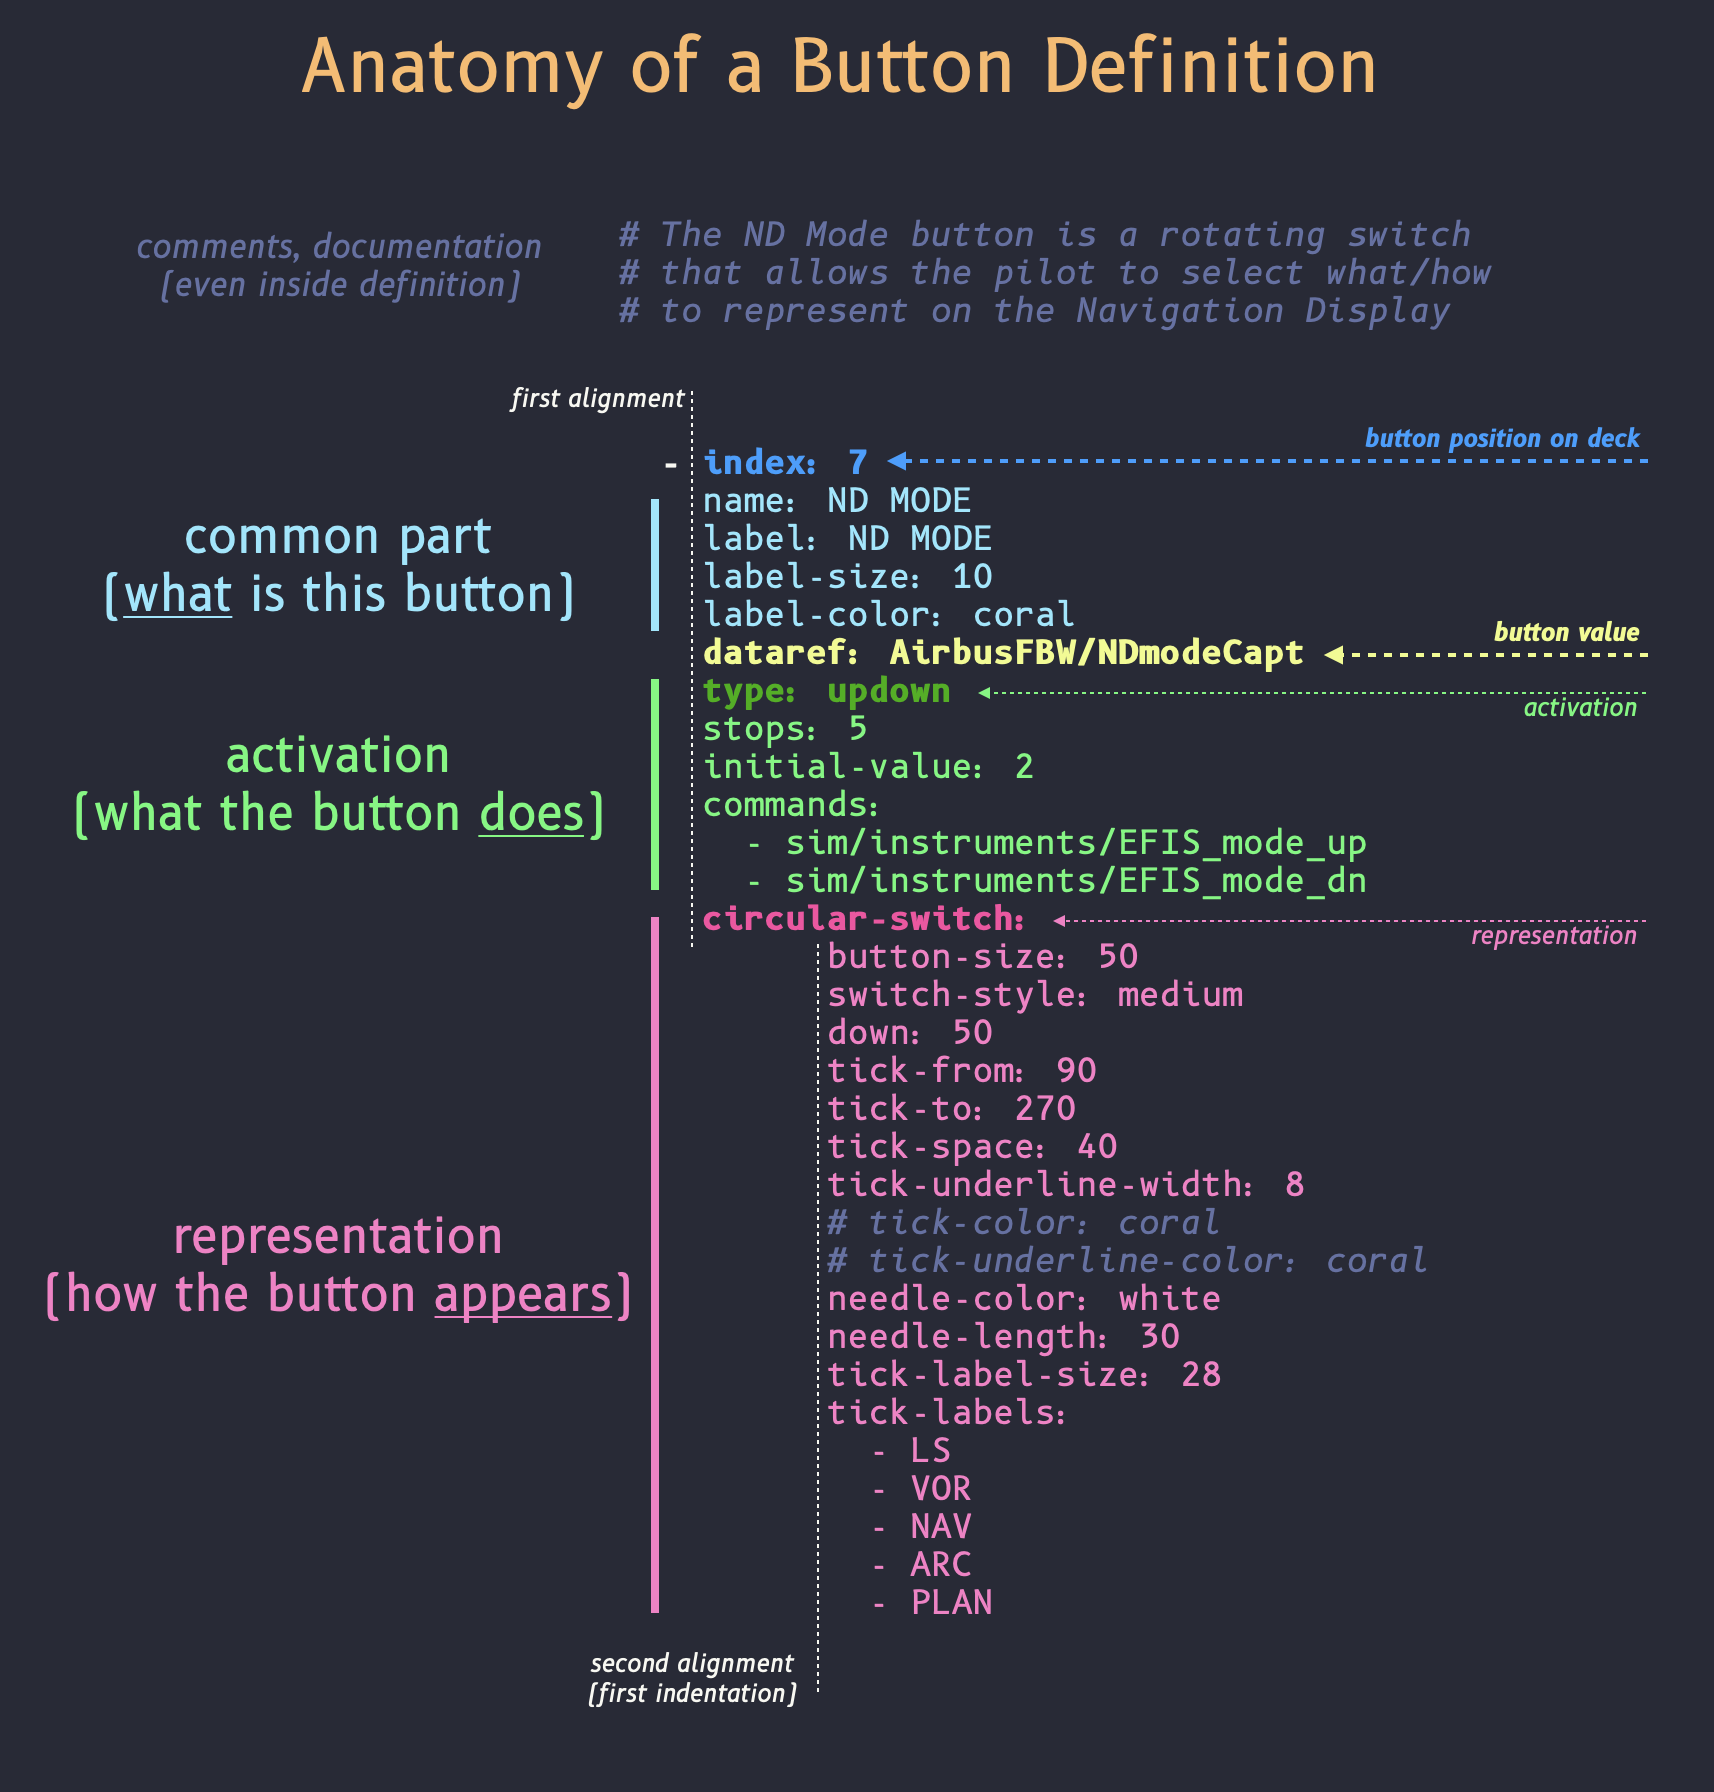 Anatomy of a Button Definition
comments, documentation
(even inside definition)
# The ND Mode button is a rotating switch
# that allows the pilot to select what/how
# to represent on the Navigation Display
first alignment
button position on deck
- index: 7
common part
(what is this button)
name: ND MODE
label: ND MODE
label-size: 10
label-color: coral
button value
dataref: AirbusFBW/NDmodeCapt
activation
(what the button does)
type: updown
activation
stops: 5
initial-value: 2
commands:
- sim/instruments/EFIS_mode_up
- sim/instruments/EFIS_mode_dn
representation
(how the button appears)
circular-switch:
representation
button-size: 50
switch-style: medium
down: 50
tick-from: 90
tick-to: 270
tick-space: 40
tick-underline-width: 8
# tick-color: coral
# tick-underline-color: coral
needle-color: white
needle-length: 30
tick-label-size: 28
tick-labels:
- LS
- VOR
- NAV
- ARC
- PLAN
second alignment
(first indentation)